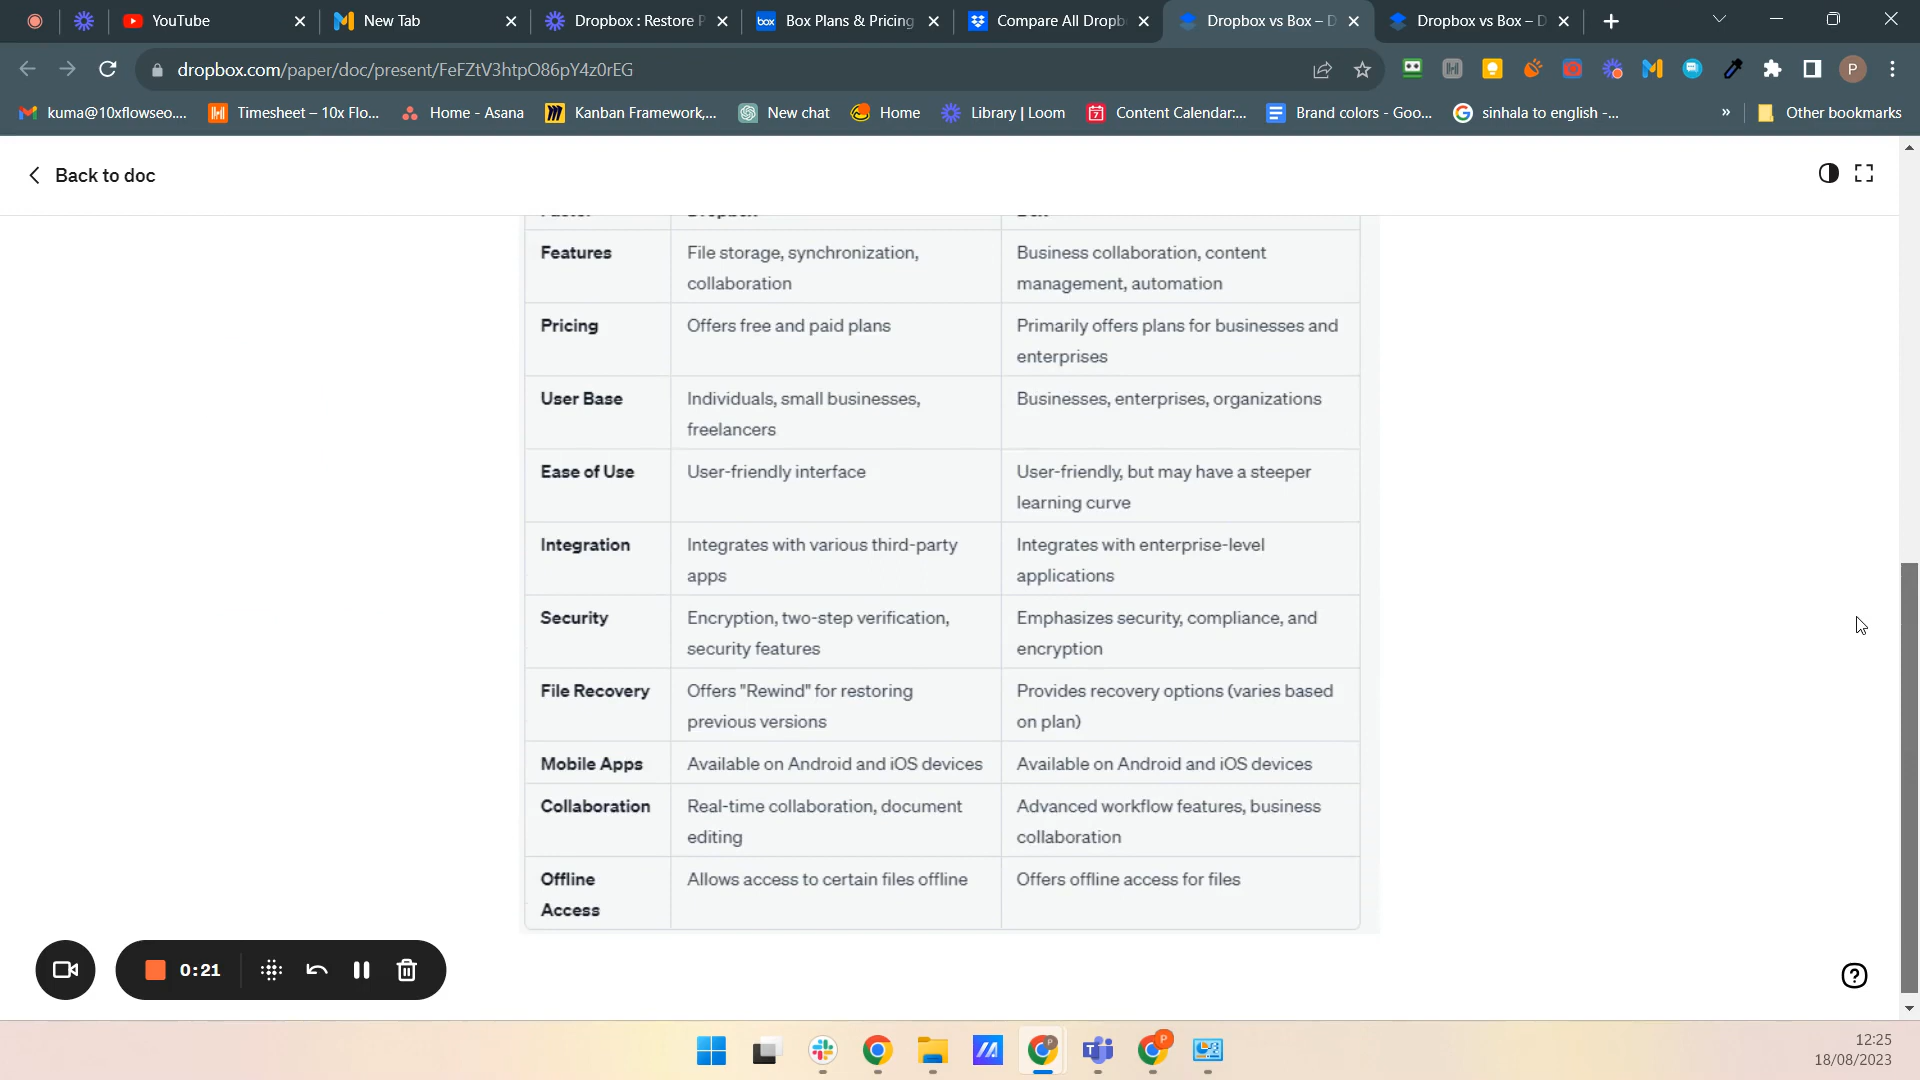 YouTube
New Tab
Dropbox : Restore P
Box Plans & Pricing
Compare All Dropb
Dropbox vs Box – D
Dropbox vs Box – D
dropbox.com/paper/doc/present/FeFZtV3htpO86pY4z0rEG
P
kuma@10xflowseo....
Timesheet – 10x Flo...
Home - Asana
Kanban Framework,...
New chat
Home
Library | Loom
Content Calendar:...
Brand colors - Goo...
sinhala to english -...
»
Other bookmarks
Back to doc
Features
File storage, synchronization,
collaboration
Business collaboration, content
management, automation
Pricing
Offers free and paid plans
Primarily offers plans for businesses and
enterprises
User Base
Individuals, small businesses,
freelancers
Businesses, enterprises, organizations
Ease of Use
User-friendly interface
User-friendly, but may have a steeper
learning curve
Integration
Integrates with various third-party
apps
Integrates with enterprise-level
applications
Security
Encryption, two-step verification,
security features
Emphasizes security, compliance, and
encryption
File Recovery
Offers "Rewind" for restoring
previous versions
Provides recovery options (varies based
on plan)
Mobile Apps
Available on Android and iOS devices
Available on Android and iOS devices
Collaboration
Real-time collaboration, document
editing
Advanced workflow features, business
collaboration
Offline
Access
Allows access to certain files offline
Offers offline access for files
0:21
12:25
18/08/2023